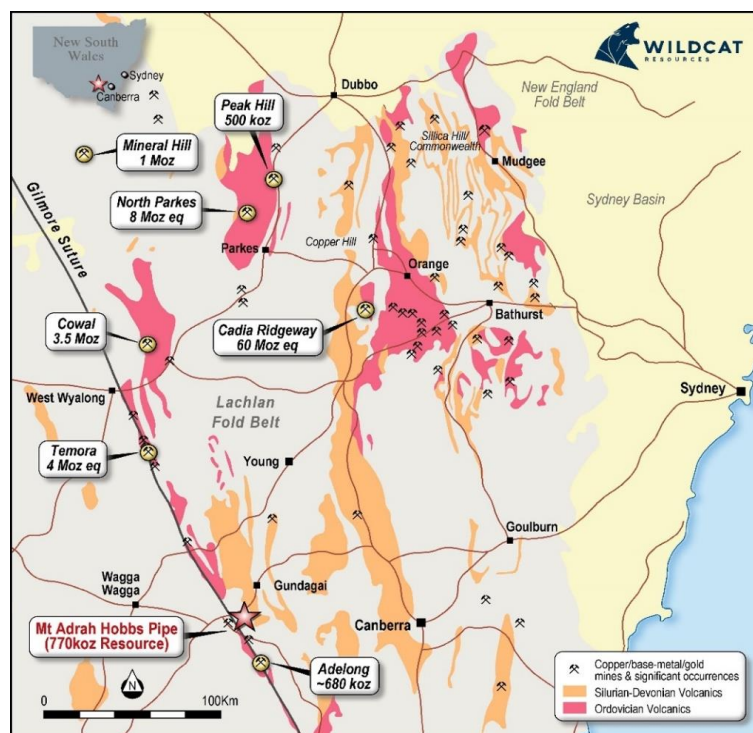 New South
Wales
Sydney
Canberra
WILDCAT
RESOURCES
Dubbo
New England
Fold Belt
Peak Hill
500 koz
Mineral Hill
1 Moz
Sillica Hill/
Commonwealth
Mudgee
North Parkes
8 Moz eq
Sydney Basin
Gilmore Suture
Parkes
Copper Hill
Orange
Cowal
3.5 Moz
Cadia Ridgeway
60 Moz eq
Bathurst
West Wyalong
Lachlan
Fold Belt
Sydney
Temora
4 Moz eq
Young
Goulburn
Wagga
Wagga
Gundagai
Mt Adrah Hobbs Pipe
(770koz Resource)
Canberra
Adelong
~680 koz
N
0
100Km
Copper/base-metal/gold
mines & significant occurrences
Silurian-Devonian Volcanics
Ordovician Volcanics